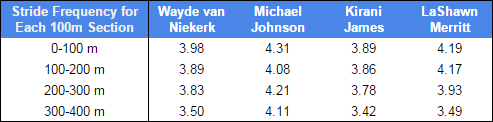 Stride Frequency for Each 100m Section Wayde van Niekerk Michael Johnson Kirani James LaShawn Merritt
0-100 m 3.98 4.31 3.89 4.19
100-200 m 3.89 4.08 3.86 4.17
200-300 m 3.83 4.21 3.78 3.93
300-400 m 3.50 4.11 3.42 3.49